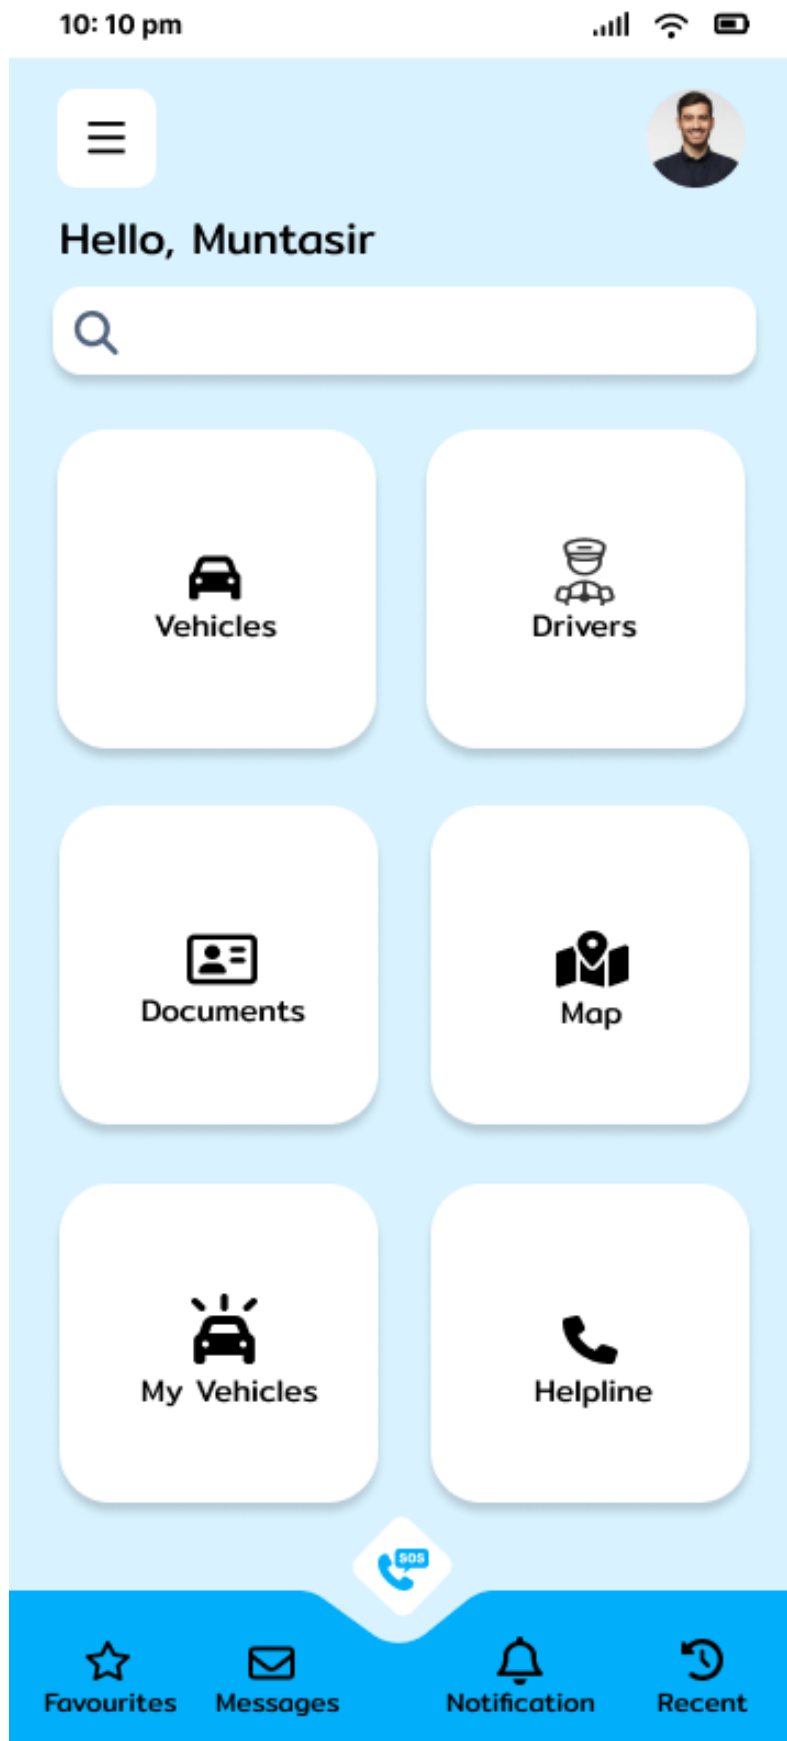 10:10 pm
Hello, Muntasir
Vehicles
Drivers
Documents
Map
My Vehicles
Helpline
SOS
Favourites
Messages
Notification
Recent